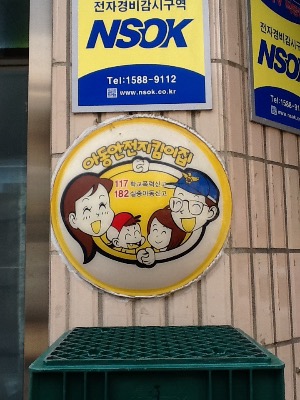 전자경비감시구역
NSOK
Tel:1588-9112
www.nsok.co.kr
NSOK
아동안전지킴이집
117 학교폭력신고
182 실종아동신고